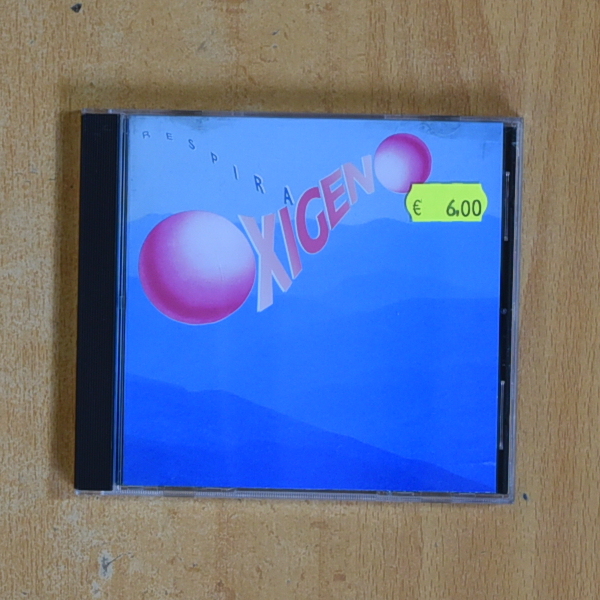 RESPIRA
OXIGENO
€ 6,00